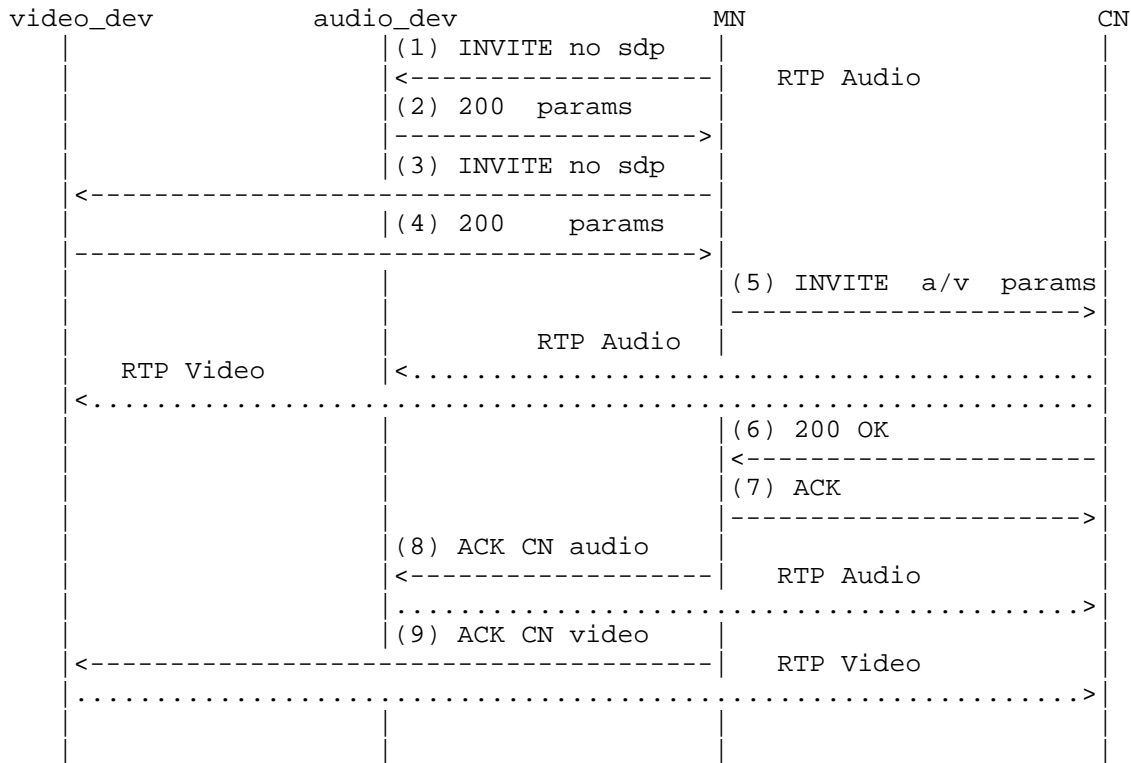 video_dev audio_dev MN CN
(1) INVITE no sdp
RTP Audio
(2) 200 params
(3) INVITE no sdp
(4) 200 params
(5) INVITE a/v params
RTP Audio
RTP Video
(6) 200 OK
(7) ACK
(8) ACK CN audio
RTP Audio
(9) ACK CN video
RTP Video